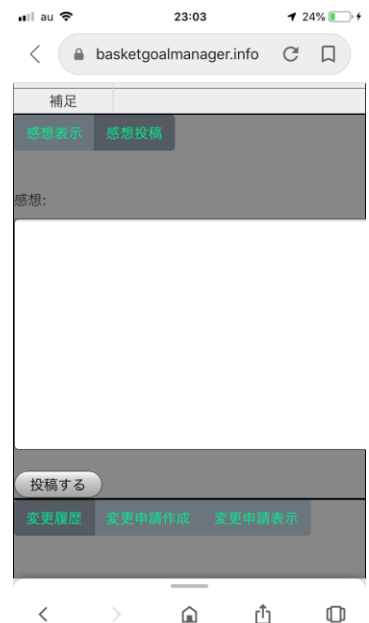 au 23:03 24%
basketgoalmanager.info
補足
感想表示 感想投稿
感想:
投稿する
変更履歴 変更申請作成 変更申請表示